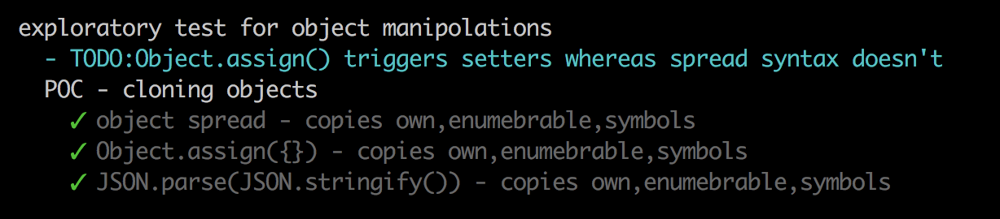 exploratory test for object manipolations
- TODO:Object.assign() triggers setters whereas spread syntax doesn't
POC - cloning objects
✓ object spread - copies own,enumebrable,symbols
✓ Object.assign({}) - copies own,enumebrable,symbols
✓ JSON.parse(JSON.stringify()) - copies own,enumebrable,symbols